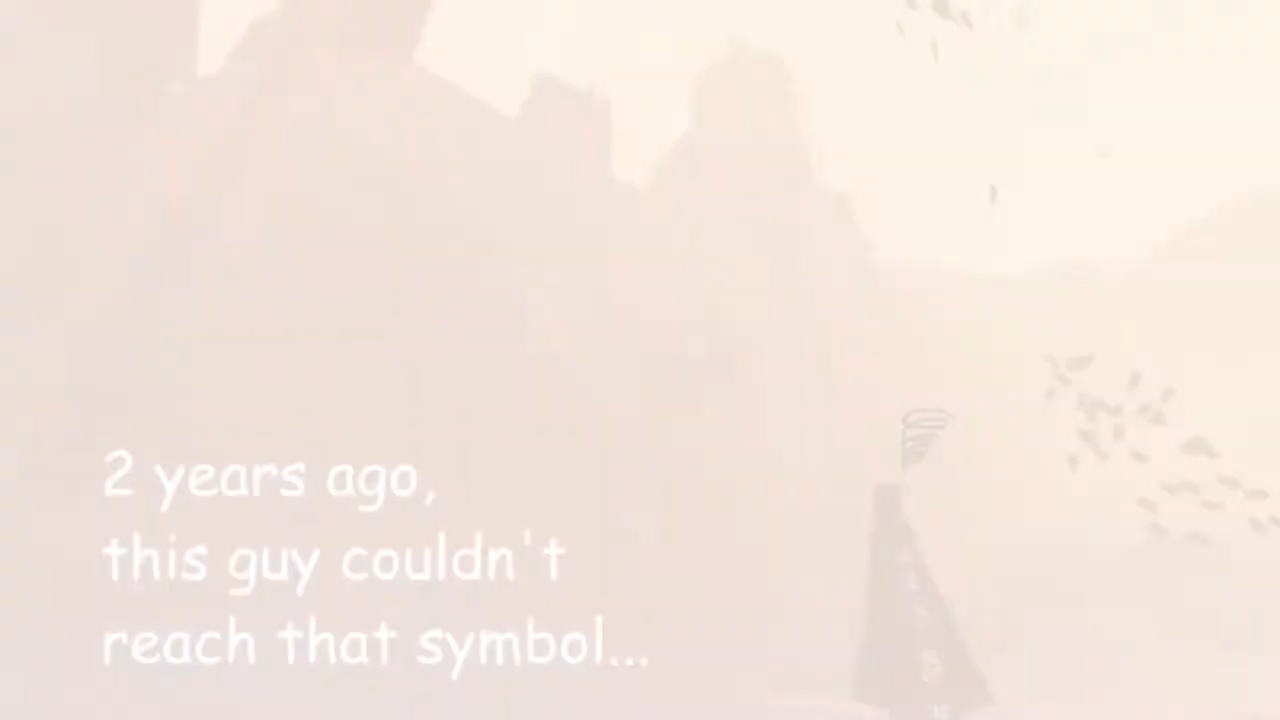 2 years ago,
this guy couldn't
reach that symbol...